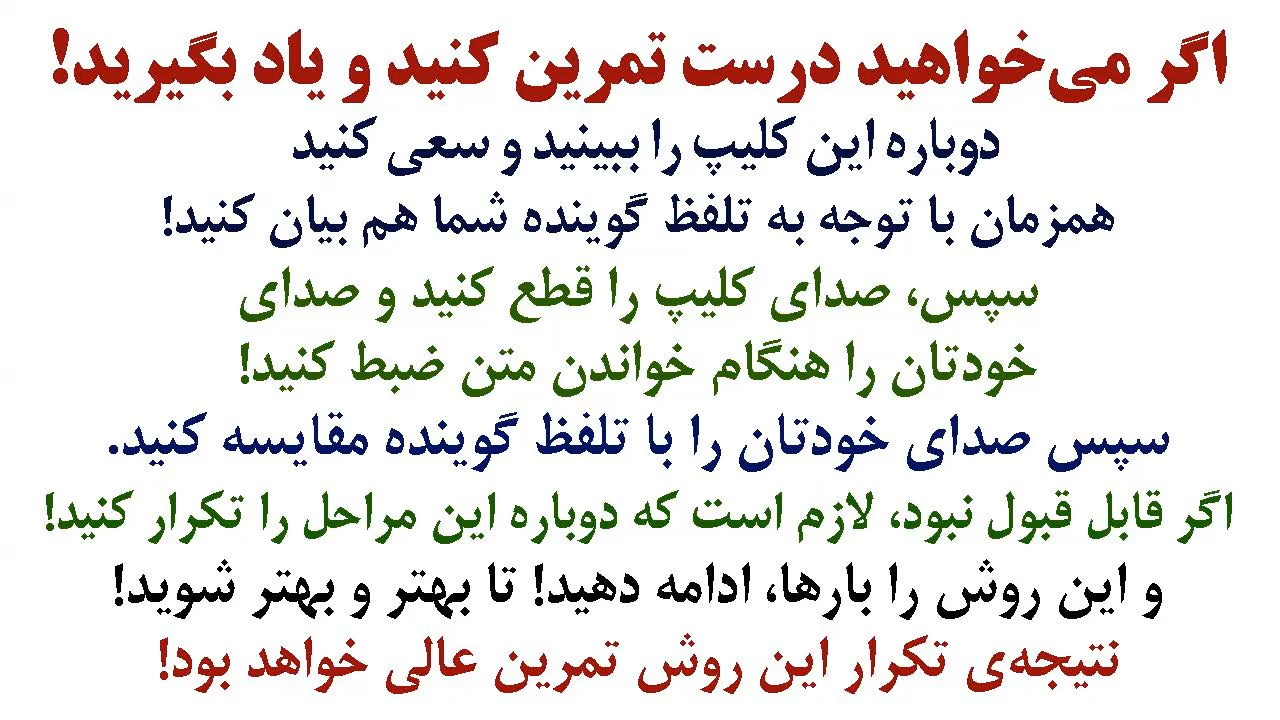 اگر می‌خواهید درست تمرین کنید و یاد بگیرید!
دوباره این کلیپ را ببینید و سعی کنید
همزمان با توجه به تلفظ گوینده شما هم بیان کنید!
سپس، صدای کلیپ را قطع کنید و صدای
خودتان را هنگام خواندن متن ضبط کنید!
سپس صدای خودتان را با تلفظ گوینده مقایسه کنید.
اگر قابل قبول نبود، لازم است که دوباره این مراحل را تکرار کنید!
و این روش را بارها، ادامه دهید! تا بهتر و بهتر شوید!
نتیجه‌ی تکرار این روش تمرین عالی خواهد بود!